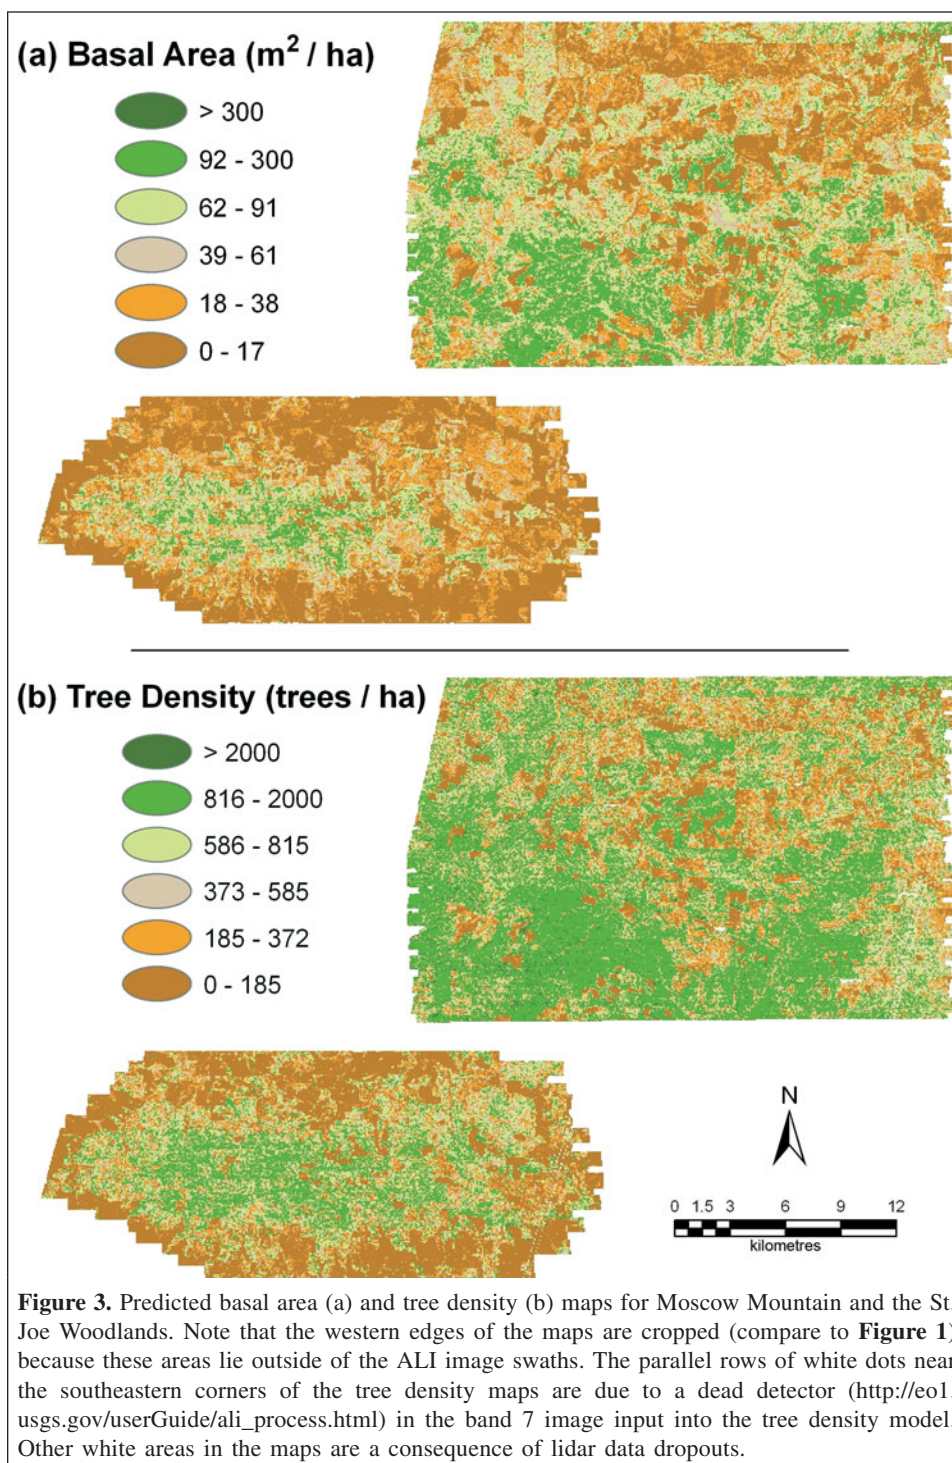 (a) Basal Area (m² / ha)
> 300
92 - 300
62 - 91
39 - 61
18 - 38
0 - 17
(b) Tree Density (trees / ha)
> 2000
816 - 2000
586 - 815
373 - 585
185 - 372
0 - 185
N
0 1.5 3 6 9 12
kilometres
Figure 3. Predicted basal area (a) and tree density (b) maps for Moscow Mountain and the St
Joe Woodlands. Note that the western edges of the maps are cropped (compare to Figure 1)
because these areas lie outside of the ALI image swaths. The parallel rows of white dots near
the southeastern corners of the tree density maps are due to a dead detector (http://eo1.
usgs.gov/userGuide/ali_process.html) in the band 7 image input into the tree density model.
Other white areas in the maps are a consequence of lidar data dropouts.